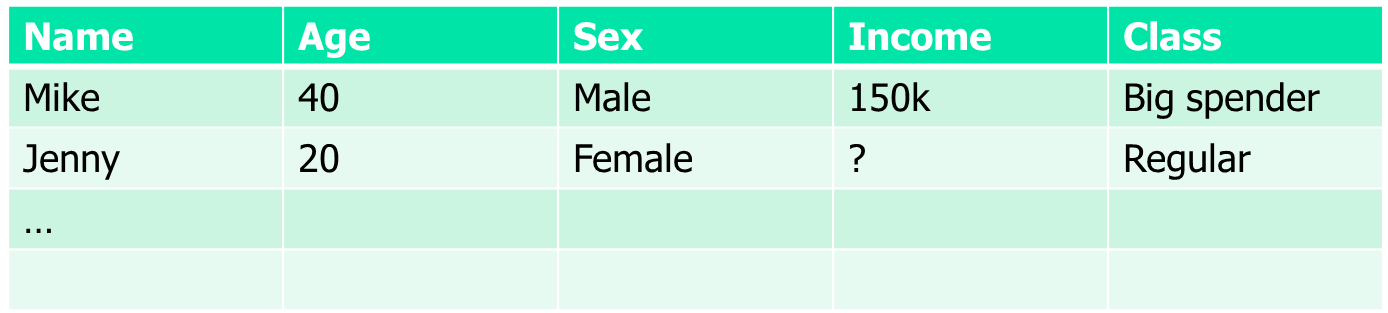 Name Age Sex Income Class
Mike 40 Male 150k Big spender
Jenny 20 Female ? Regular
...